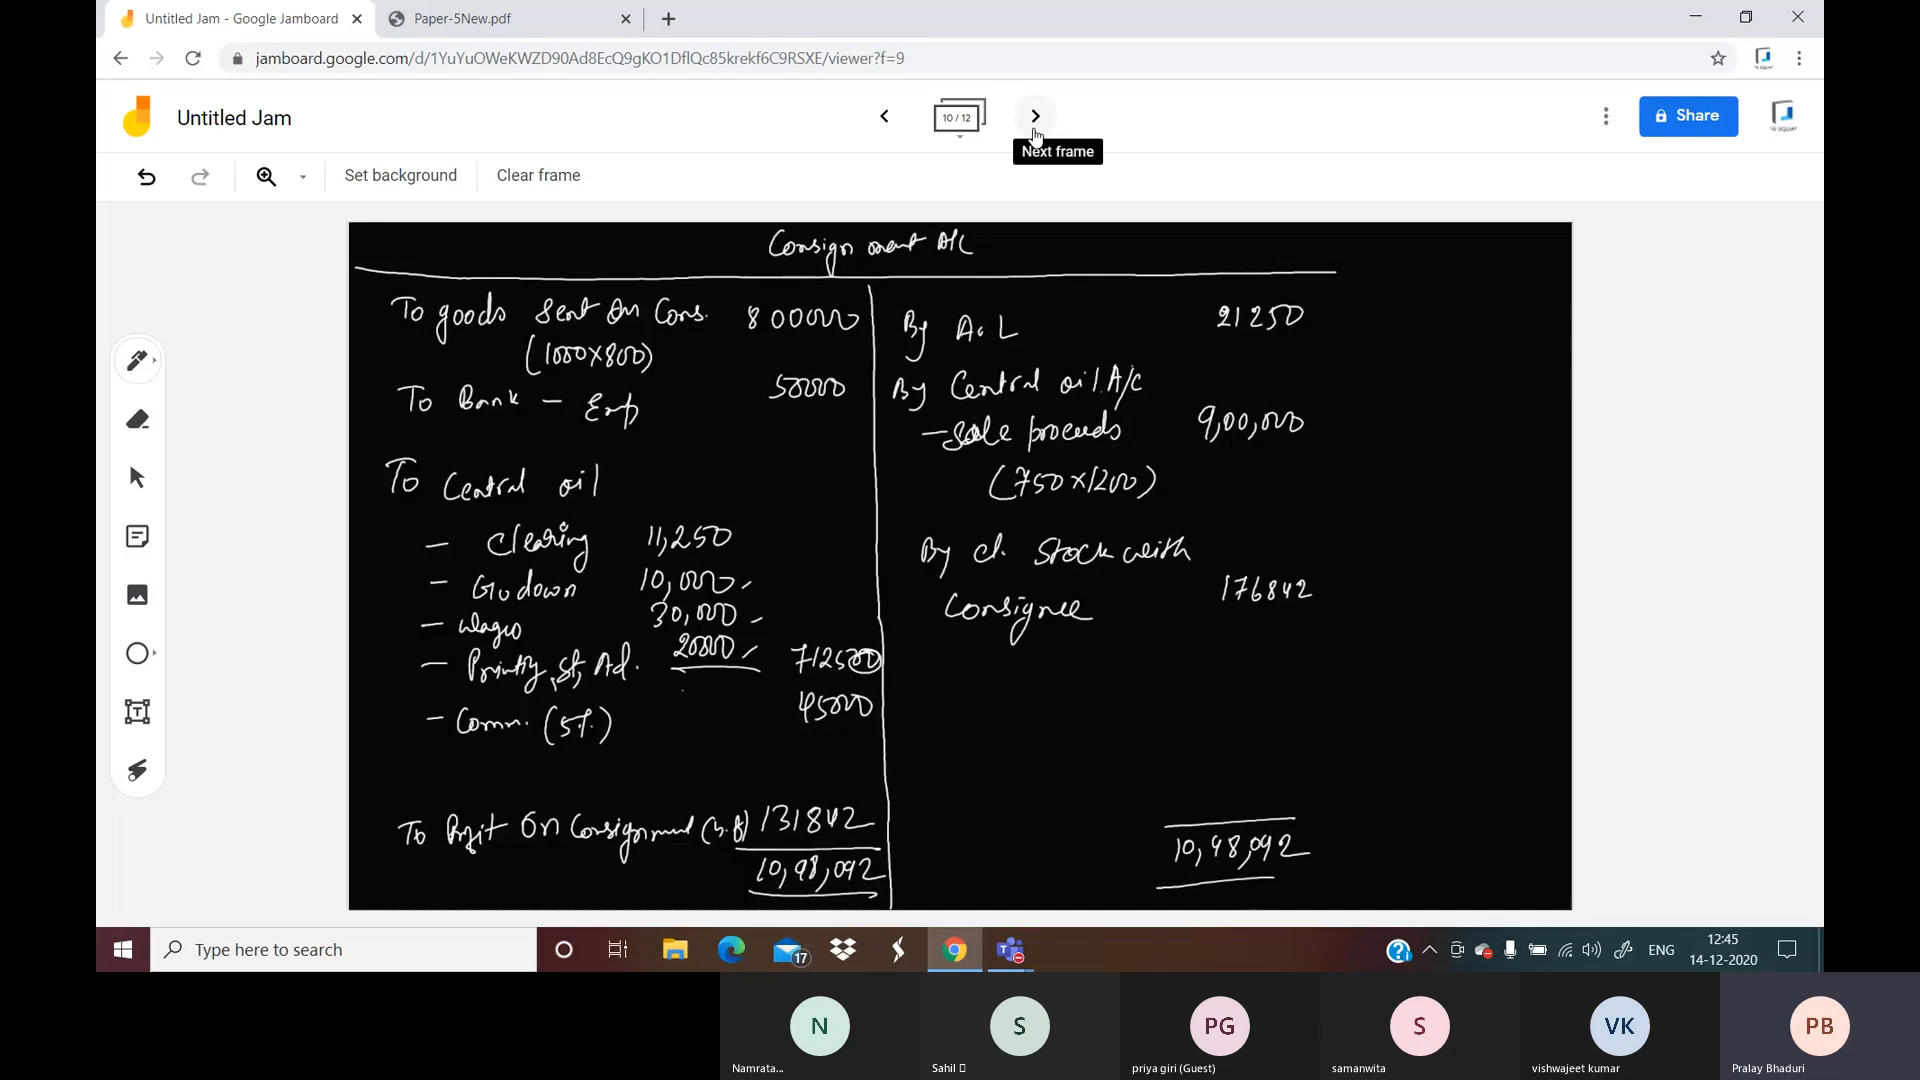 Untitled Jam - Google Jamboard
Paper-5New.pdf
jamboard.google.com/d/1YuYuOWeKWZD90Ad8EcQ9gKO1DflQc85krekf6C9RSXE/viewer?f=9
Untitled Jam
10 / 12
Share
Next frame
Set background
Clear frame
Consignment A/C
To goods Sent On Cons. 800000
(1000x800)
To Bank - Exp 50000
To Central oil
- Clearing 11,250
- Godown 10,000
- Wages 30,000
- Printg, St, Ad. 20000 71250
- Comm. (5%) 45000
To Profit On Consignment (b.f) 131842
10,98,092
By A.L 21250
By Central oil A/c
- Sale proceeds 9,00,000
(750x1200)
By cl. Stock with
Consignee 176842
10,98,092
Type here to search
17
ENG
12:45
14-12-2020
N
S
PG
S
VK
PB
Namrata...
Sahil
priya giri (Guest)
samanwita
vishwajeet kumar
Pralay Bhaduri